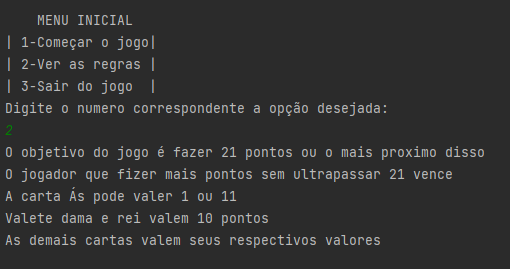 MENU INICIAL
| 1-Começar o jogo|
| 2-Ver as regras |
| 3-Sair do jogo  |
Digite o numero correspondente a opção desejada:
2
O objetivo do jogo é fazer 21 pontos ou o mais proximo disso
O jogador que fizer mais pontos sem ultrapassar 21 vence
A carta Ás pode valer 1 ou 11
Valete dama e rei valem 10 pontos
As demais cartas valem seus respectivos valores